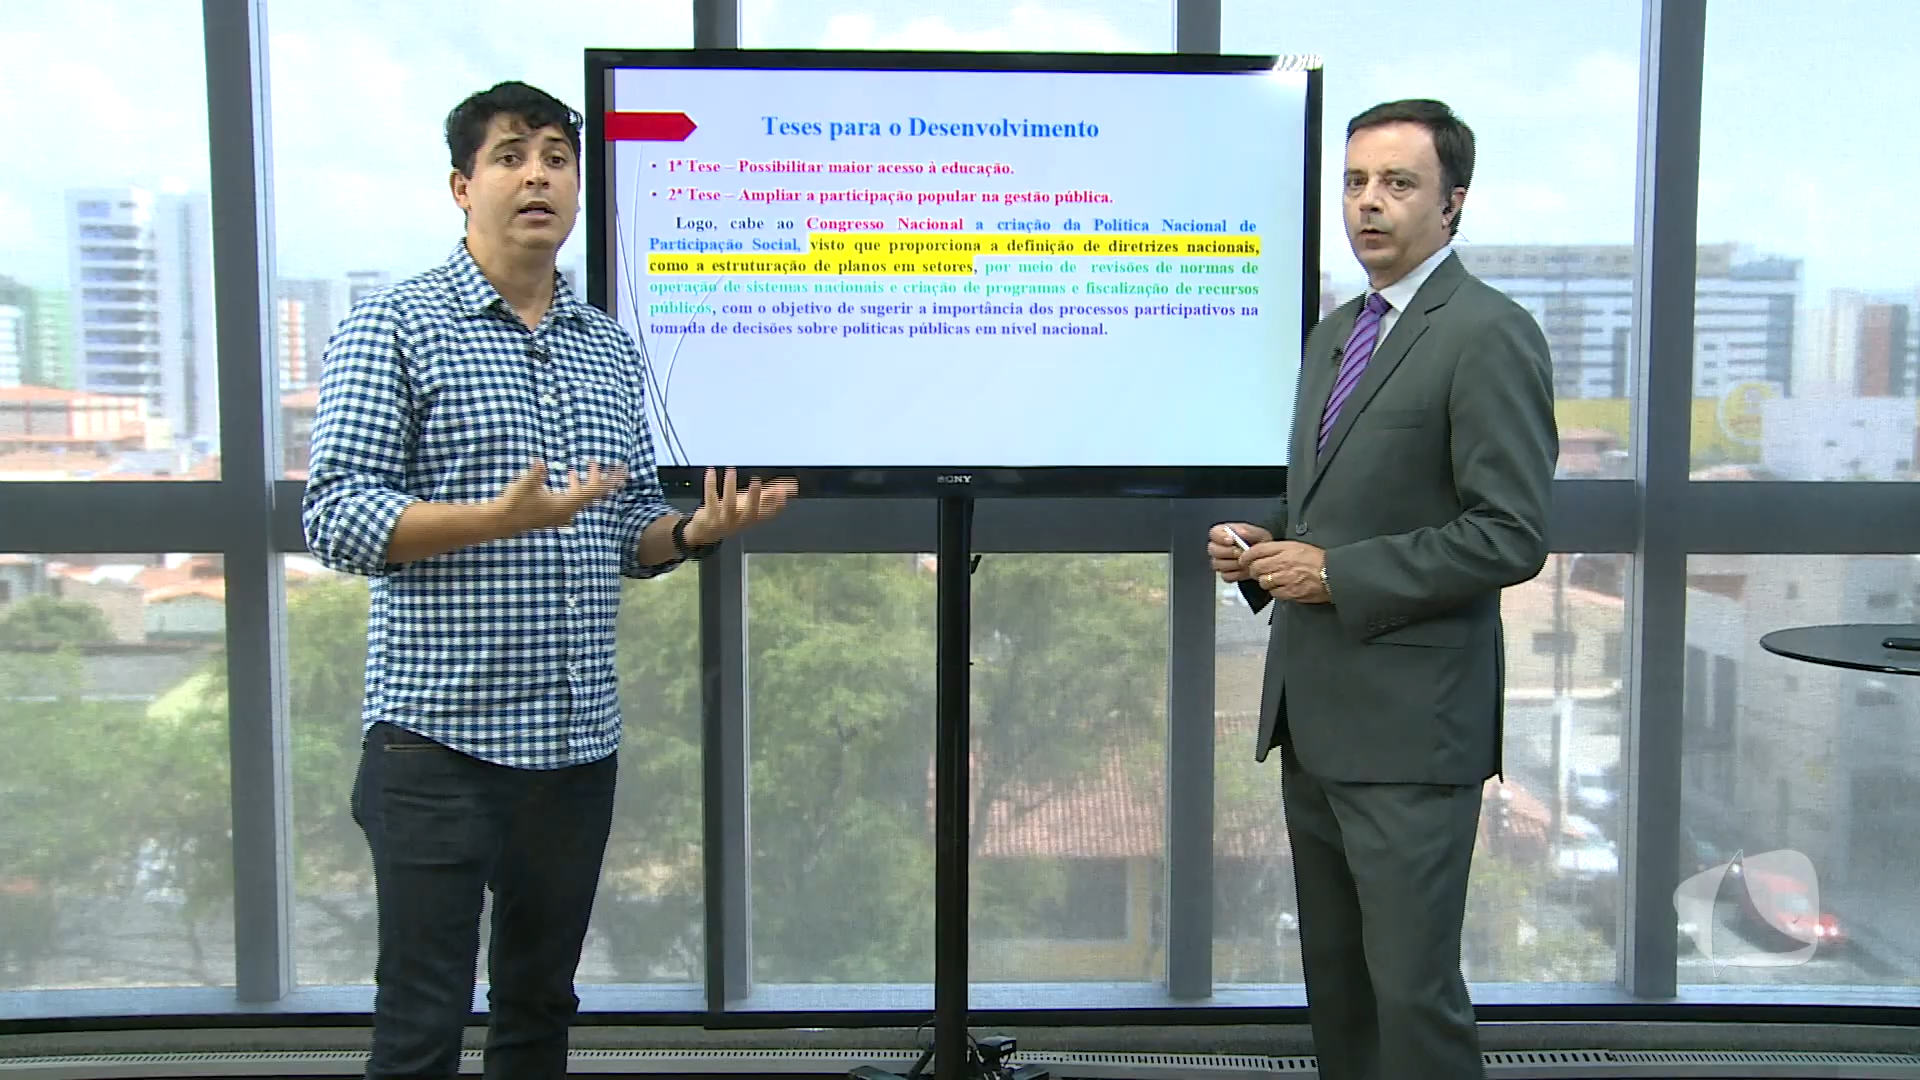 Teses para o Desenvolvimento
• 1ª Tese – Possibilitar maior acesso à educação.
• 2ª Tese – Ampliar a participação popular na gestão pública.
Logo, cabe ao Congresso Nacional a criação da Política Nacional de
Participação Social, visto que proporciona a definição de diretrizes nacionais,
como a estruturação de planos em setores, por meio de revisões de normas de
operação de sistemas nacionais e criação de programas e fiscalização de recursos
públicos, com o objetivo de sugerir a importância dos processos participativos na
tomada de decisões sobre políticas públicas em nível nacional.
SONY